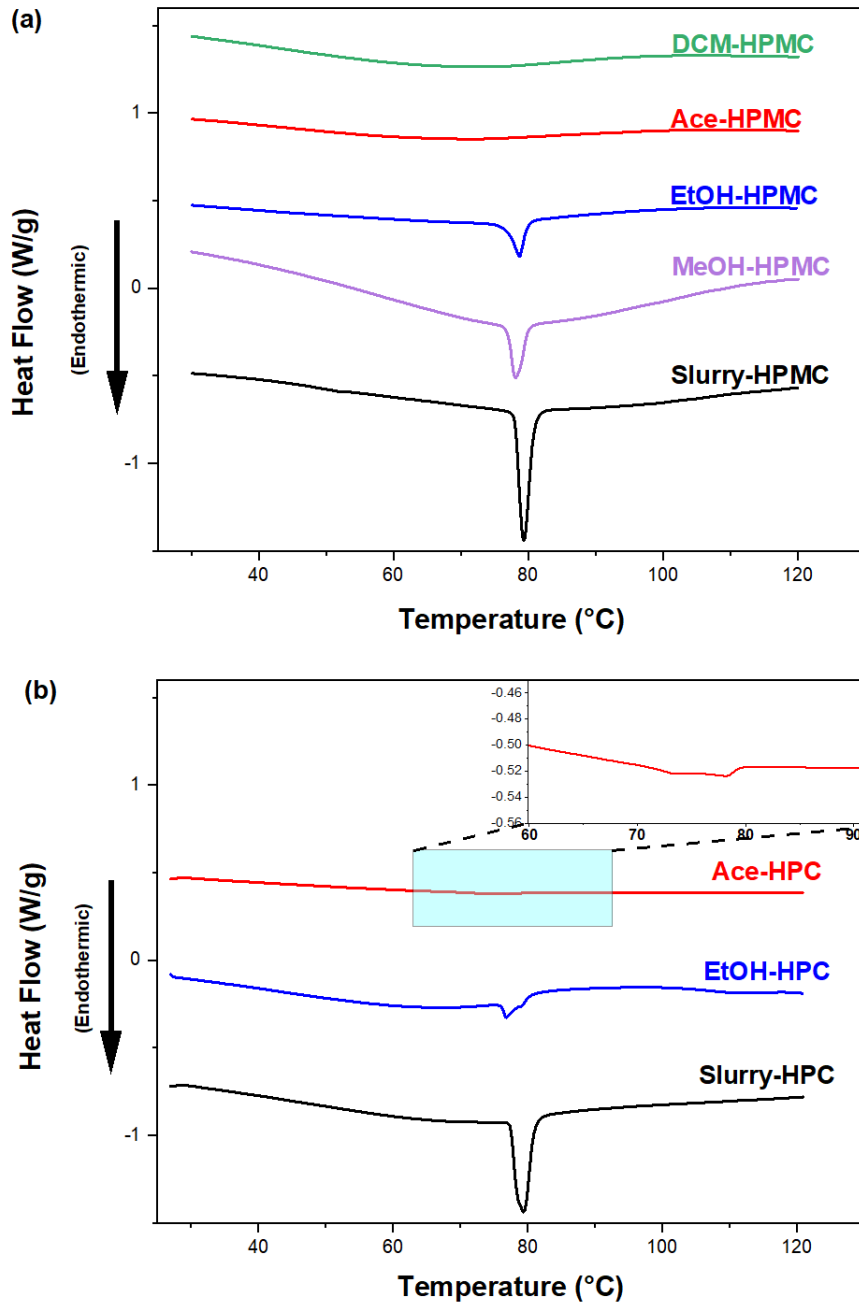 (a)
DCM-HPMC
Ace-HPMC
EtOH-HPMC
MeOH-HPMC
Slurry-HPMC
Heat Flow (W/g)
(Endothermic)
1
0
-1
40 60 80 100 120
Temperature (°C)
(b)
-0.46
-0.48
-0.50
-0.52
-0.54
-0.56
60 70 80 90
Ace-HPC
EtOH-HPC
Slurry-HPC
Heat Flow (W/g)
(Endothermic)
1
0
-1
40 60 80 100 120
Temperature (°C)